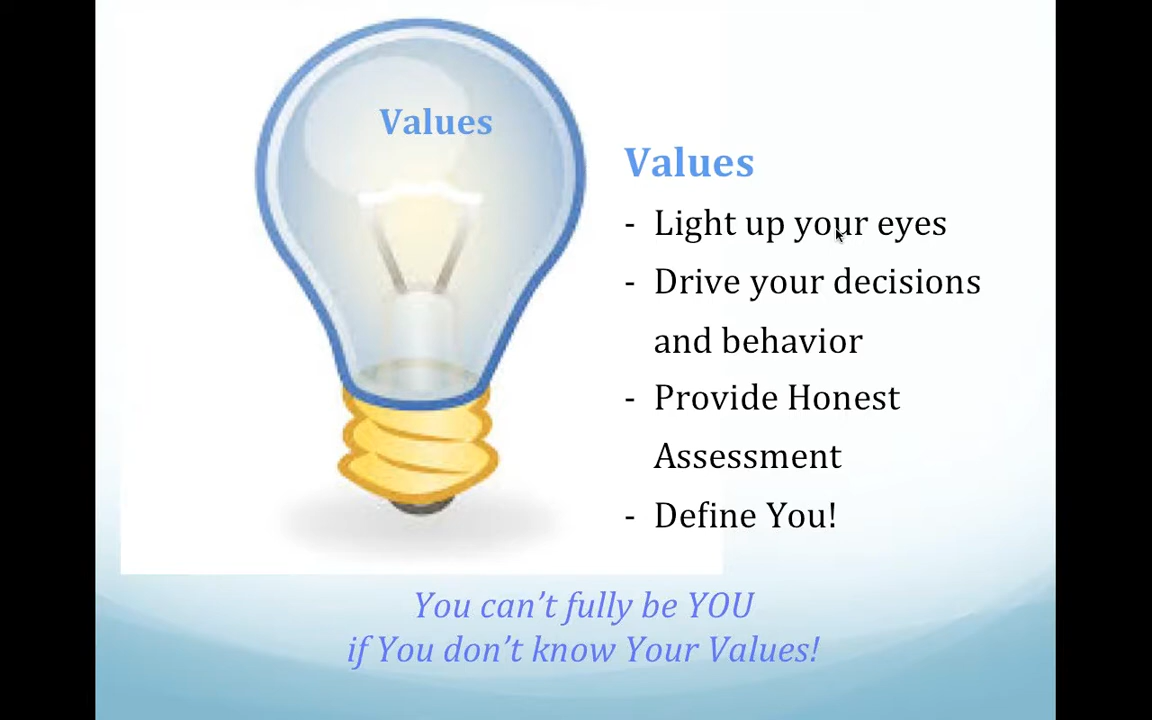 Values
Values
- Light up your eyes
- Drive your decisions
and behavior
- Provide Honest
Assessment
- Define You!
You can’t fully be YOU
if You don’t know Your Values!